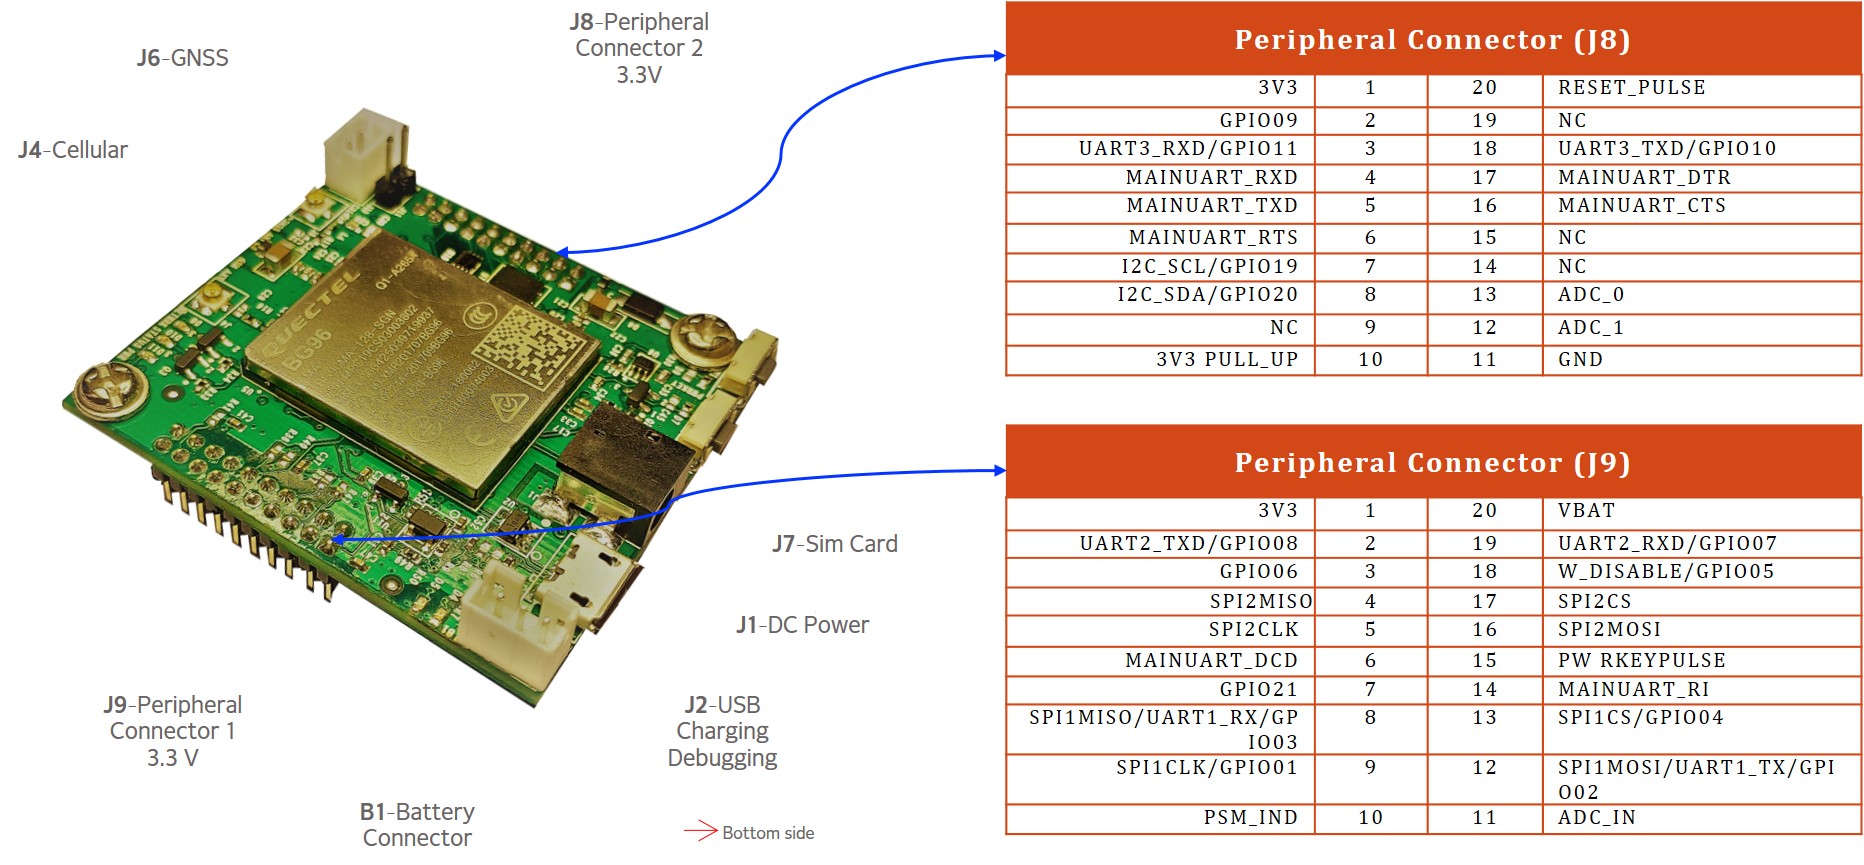 J8-Peripheral
Connector 2
3.3V
J6-GNSS
J4-Cellular
QUECTEL
BG96
Q1-A205N
J7-Sim Card
J1-DC Power
J9-Peripheral
Connector 1
3.3 V
J2-USB
Charging
Debugging
B1-Battery
Connector
Bottom side
Peripheral Connector (J8)
3V3 1 20 RESET_PULSE
GPIO09 2 19 NC
UART3_RXD/GPIO11 3 18 UART3_TXD/GPIO10
MAINUART_RXD 4 17 MAINUART_DTR
MAINUART_TXD 5 16 MAINUART_CTS
MAINUART_RTS 6 15 NC
I2C_SCL/GPIO19 7 14 NC
I2C_SDA/GPIO20 8 13 ADC_0
NC 9 12 ADC_1
3V3 PULL_UP 10 11 GND
Peripheral Connector (J9)
3V3 1 20 VBAT
UART2_TXD/GPIO08 2 19 UART2_RXD/GPIO07
GPIO06 3 18 W_DISABLE/GPIO05
SPI2MISO 4 17 SPI2CS
SPI2CLK 5 16 SPI2MOSI
MAINUART_DCD 6 15 PW RKEYPULSE
GPIO21 7 14 MAINUART_RI
SPI1MISO/UART1_RX/GP 8 13 SPI1CS/GPIO04
IO03
SPI1CLK/GPIO01 9 12 SPI1MOSI/UART1_TX/GPI
O02
PSM_IND 10 11 ADC_IN